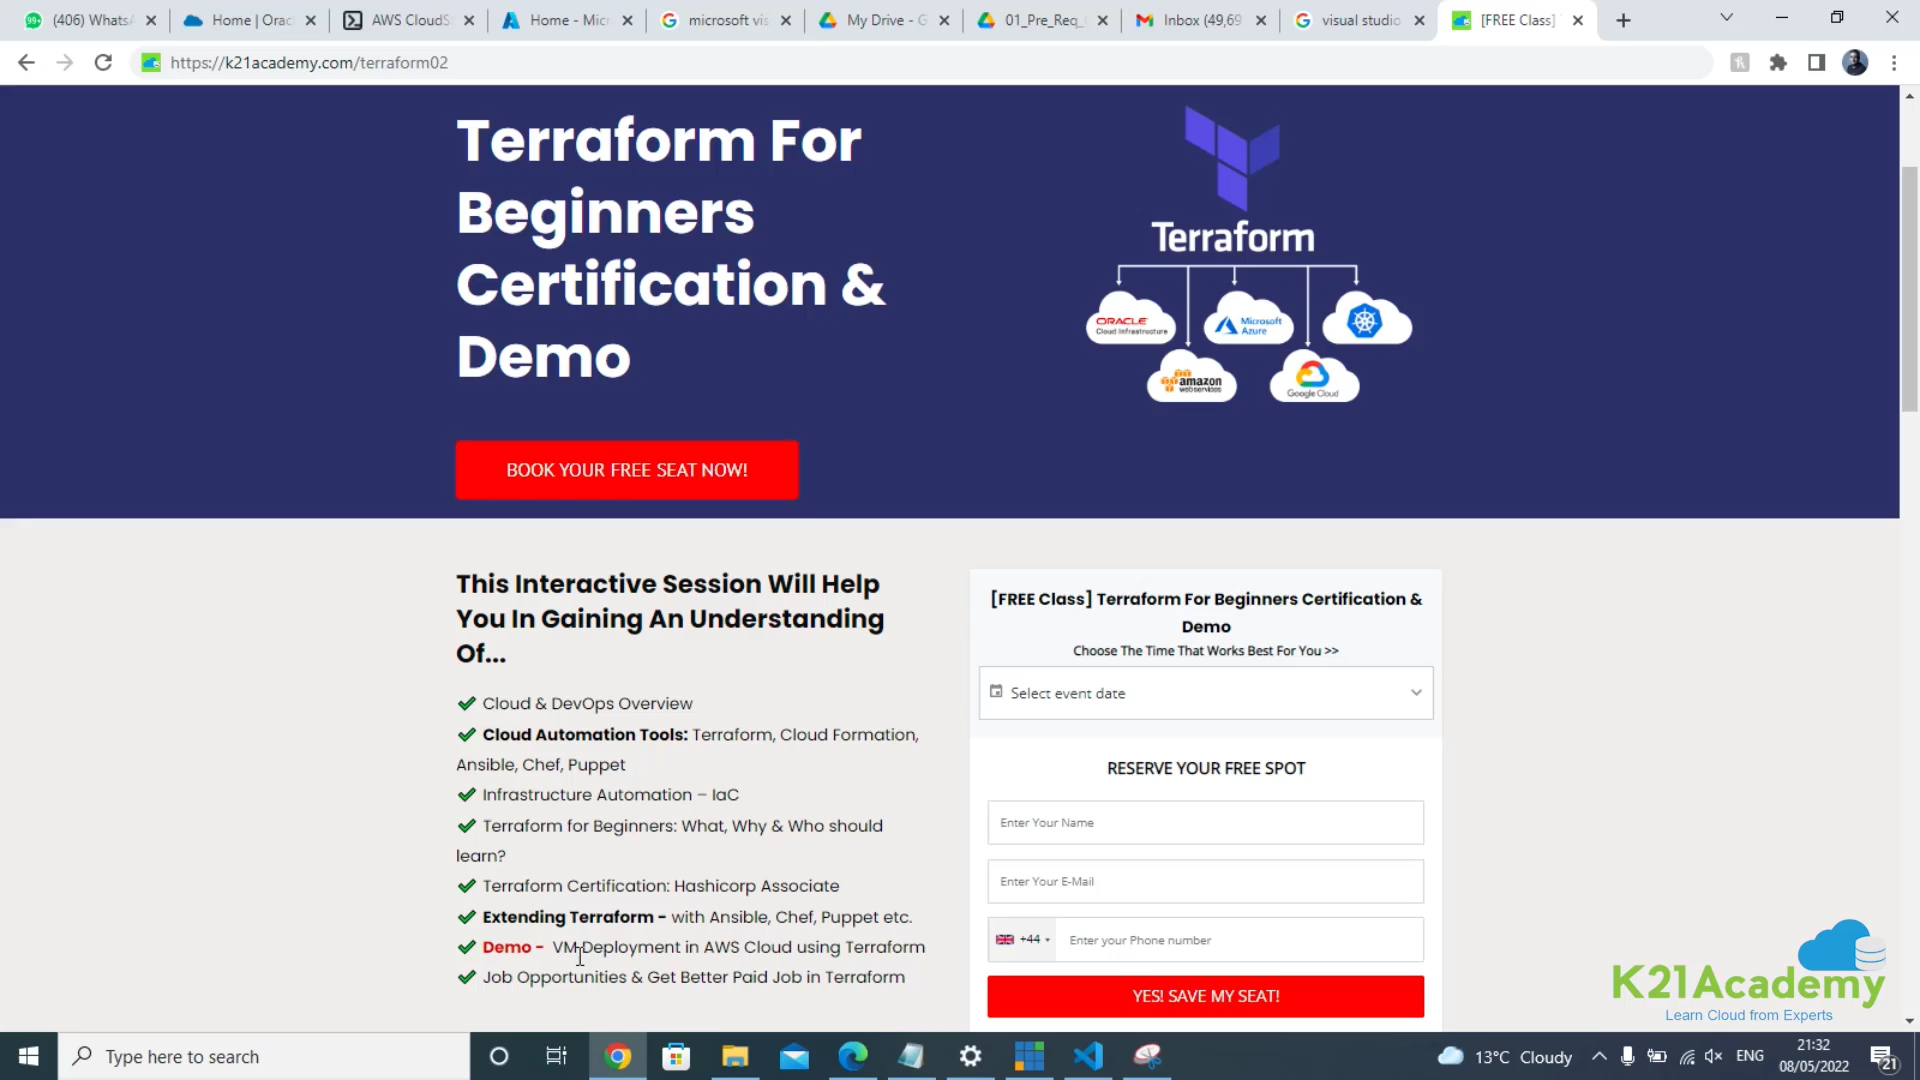 99+
(406) WhatsA
Home | Orac
AWS CloudS
Home - Micr
microsoft vis
My Drive - G
01_Pre_Req_
Inbox (49,69
visual studio
[FREE Class]
https://k21academy.com/terraform02
Terraform For
Beginners
Certification &
Demo
BOOK YOUR FREE SEAT NOW!
Terraform
ORACLE
Cloud Infrastructure
Microsoft
Azure
amazon
webservices
Google Cloud
This Interactive Session Will Help
You In Gaining An Understanding
Of...
Cloud & DevOps Overview
Cloud Automation Tools: Terraform, Cloud Formation,
Ansible, Chef, Puppet
Infrastructure Automation – IaC
Terraform for Beginners: What, Why & Who should
learn?
Terraform Certification: Hashicorp Associate
Extending Terraform - with Ansible, Chef, Puppet etc.
Demo - VM Deployment in AWS Cloud using Terraform
Job Opportunities & Get Better Paid Job in Terraform
[FREE Class] Terraform For Beginners Certification &
Demo
Choose The Time That Works Best For You >>
Select event date
RESERVE YOUR FREE SPOT
Enter Your Name
Enter Your E-Mail
+44
Enter your Phone number
YES! SAVE MY SEAT!
K21Academy
Learn Cloud from Experts
Type here to search
13°C Cloudy
ENG
21:32
08/05/2022
21